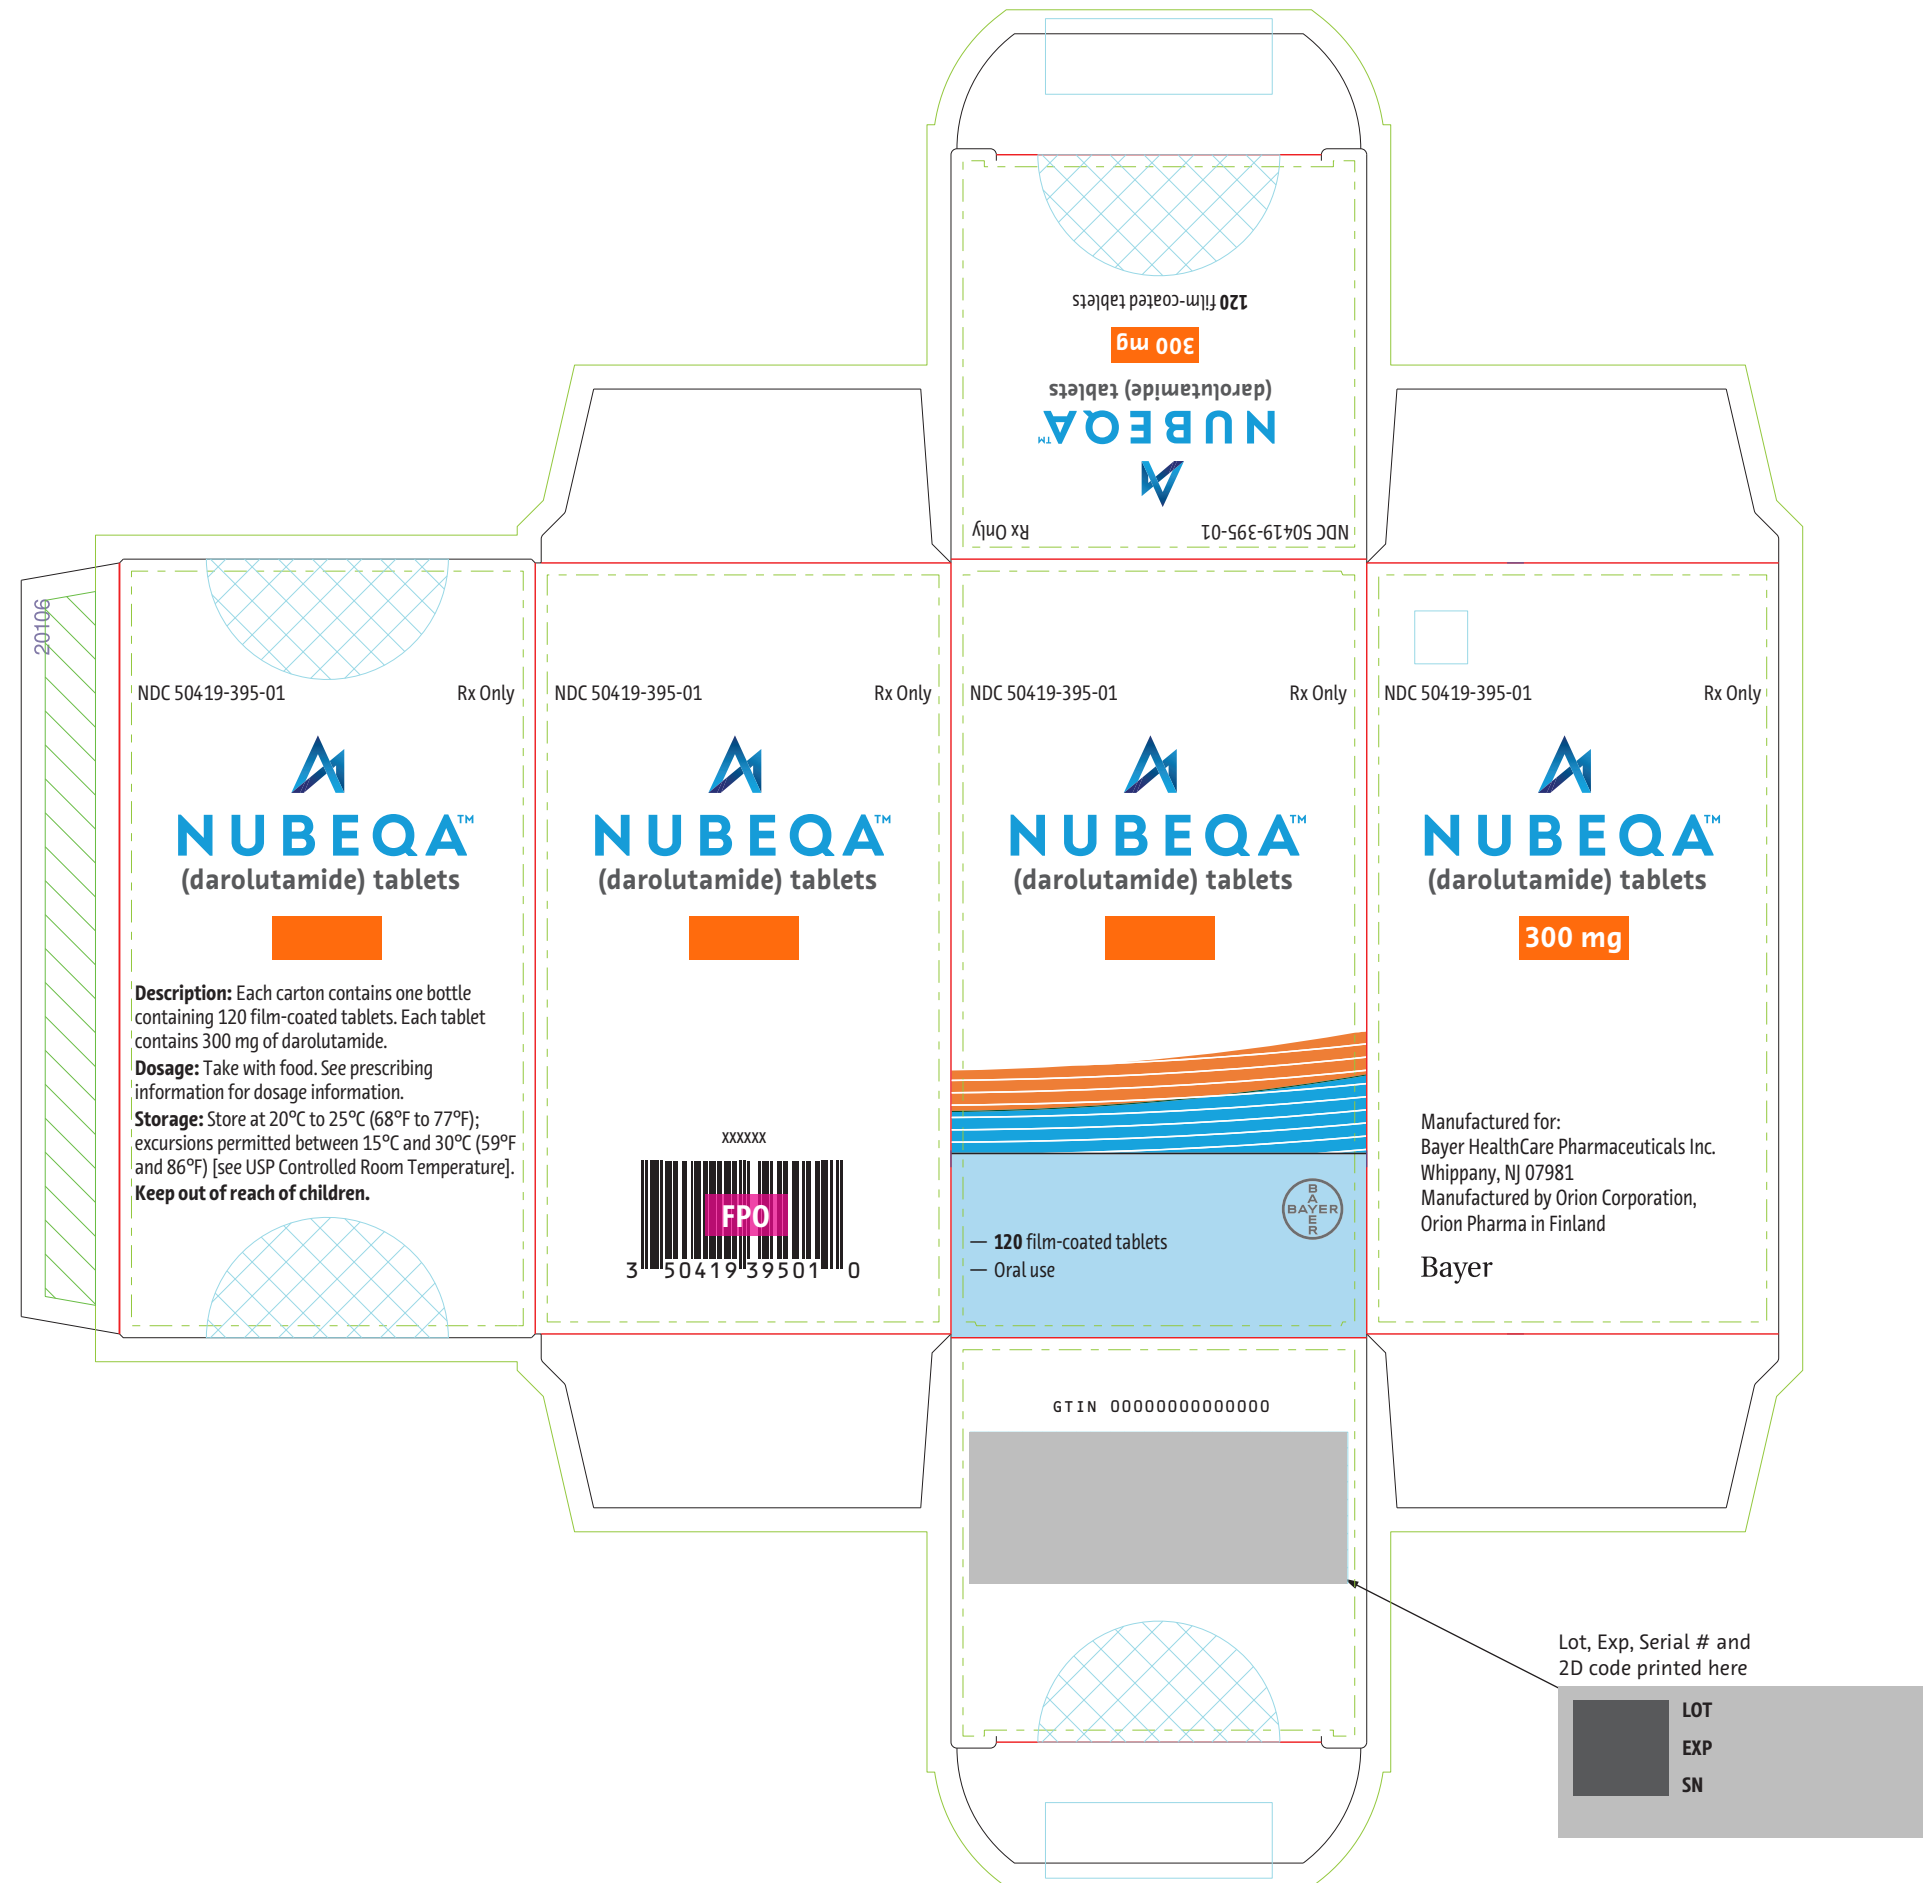 120 film-coated tablets
300 mg
(darolutamide) tablets
NUBEQA™
NDC 50419-395-01 Rx Only
20106
NDC 50419-395-01 Rx Only
NUBEQA™
(darolutamide) tablets
Description: Each carton contains one bottle
containing 120 film-coated tablets. Each tablet
contains 300 mg of darolutamide.
Dosage: Take with food. See prescribing
information for dosage information.
Storage: Store at 20°C to 25°C (68°F to 77°F);
excursions permitted between 15°C and 30°C (59°F
and 86°F) [see USP Controlled Room Temperature].
Keep out of reach of children.
NDC 50419-395-01 Rx Only
NUBEQA™
(darolutamide) tablets
XXXXXX
FPO
3 50419 39501 0
NDC 50419-395-01 Rx Only
NUBEQA™
(darolutamide) tablets
BAYER
BAYER
— 120 film-coated tablets
— Oral use
NDC 50419-395-01 Rx Only
NUBEQA™
(darolutamide) tablets
300 mg
Manufactured for:
Bayer HealthCare Pharmaceuticals Inc.
Whippany, NJ 07981
Manufactured by Orion Corporation,
Orion Pharma in Finland
Bayer
GTIN 00000000000000
Lot, Exp, Serial # and
2D code printed here
LOT
EXP
SN